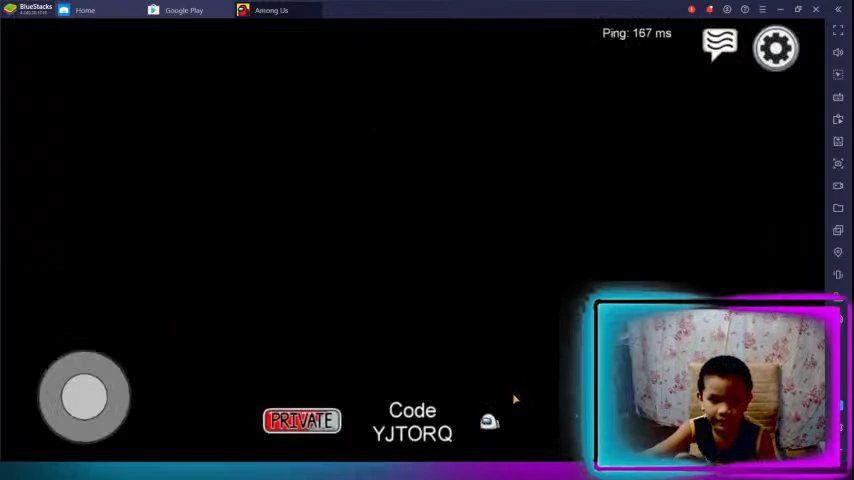 BlueStacks
Home
Google Play
Among Us
Ping: 167 ms
PRIVATE
Code
YJTORQ